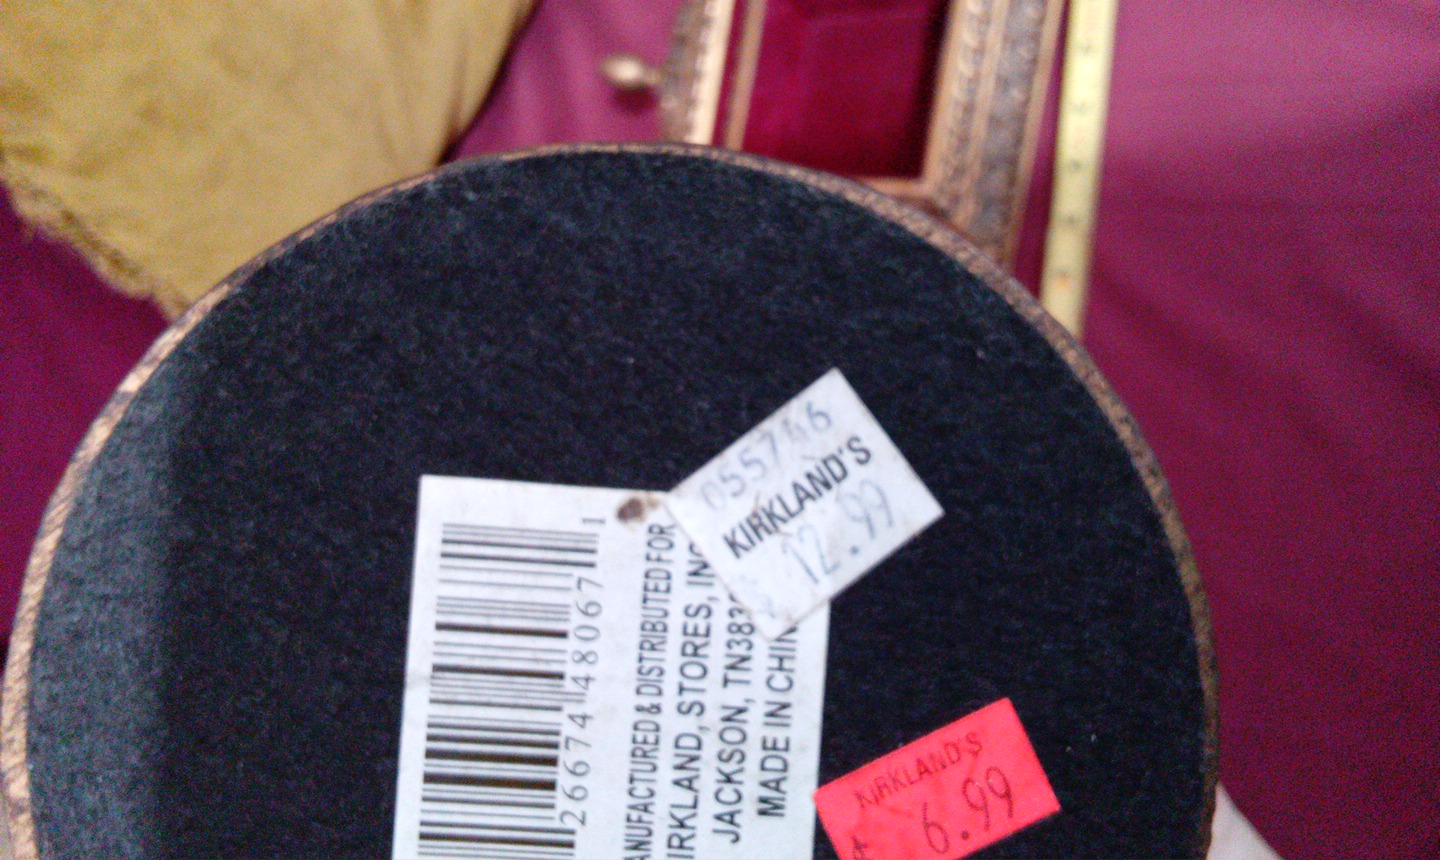 055746
KIRKLAND'S
12.99
1
26674 48067
ANUFACTURED & DISTRIBUTED FOR
IRKLAND, STORES, INC
JACKSON, TN383
MADE IN CHIN
KIRKLAND'S
6.99